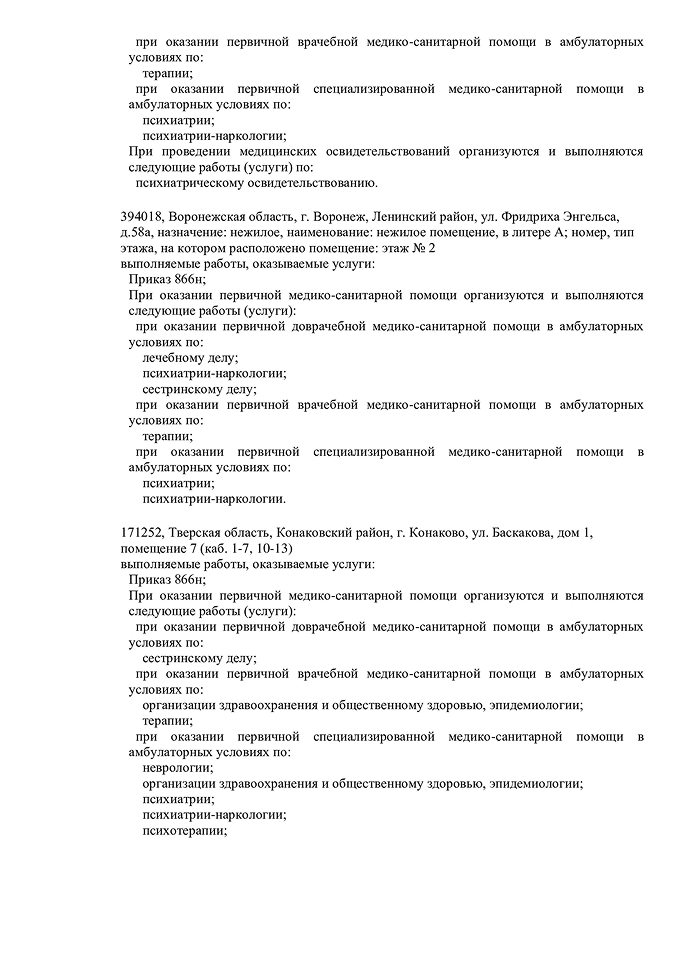 при оказании первичной врачебной медико-санитарной помощи в амбулаторных
условиях по:
терапии;
при оказании первичной специализированной медико-санитарной помощи в
амбулаторных условиях по:
психиатрии;
психиатрии-наркологии;
При проведении медицинских освидетельствований организуются и выполняются
следующие работы (услуги) по:
психиатрическому освидетельствованию.
394018, Воронежская область, г. Воронеж, Ленинский район, ул. Фридриха Энгельса,
д.58а, назначение: нежилое, наименование: нежилое помещение, в литере А; номер, тип
этажа, на котором расположено помещение: этаж № 2
выполняемые работы, оказываемые услуги:
Приказ 866н;
При оказании первичной медико-санитарной помощи организуются и выполняются
следующие работы (услуги):
при оказании первичной доврачебной медико-санитарной помощи в амбулаторных
условиях по:
лечебному делу;
психиатрии-наркологии;
сестринскому делу;
при оказании первичной врачебной медико-санитарной помощи в амбулаторных
условиях по:
терапии;
при оказании первичной специализированной медико-санитарной помощи в
амбулаторных условиях по:
психиатрии;
психиатрии-наркологии.
171252, Тверская область, Конаковский район, г. Конаково, ул. Баскакова, дом 1,
помещение 7 (каб. 1-7, 10-13)
выполняемые работы, оказываемые услуги:
Приказ 866н;
При оказании первичной медико-санитарной помощи организуются и выполняются
следующие работы (услуги):
при оказании первичной доврачебной медико-санитарной помощи в амбулаторных
условиях по:
сестринскому делу;
при оказании первичной врачебной медико-санитарной помощи в амбулаторных
условиях по:
организации здравоохранения и общественному здоровью, эпидемиологии;
терапии;
при оказании первичной специализированной медико-санитарной помощи в
амбулаторных условиях по:
неврологии;
организации здравоохранения и общественному здоровью, эпидемиологии;
психиатрии;
психиатрии-наркологии;
психотерапии;